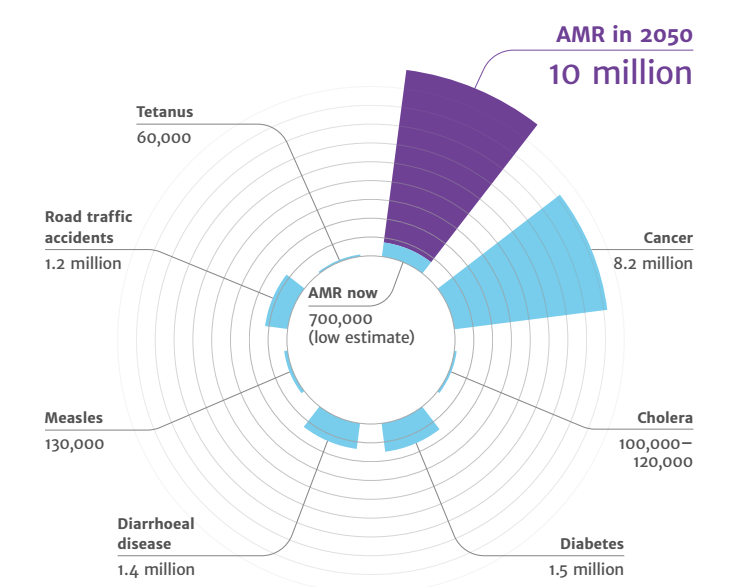 AMR in 2050
10 million
Tetanus
60,000
Road traffic
accidents
1.2 million
Cancer
8.2 million
AMR now
700,000
(low estimate)
Measles
130,000
Cholera
100,000–
120,000
Diarrhoeal
disease
1.4 million
Diabetes
1.5 million